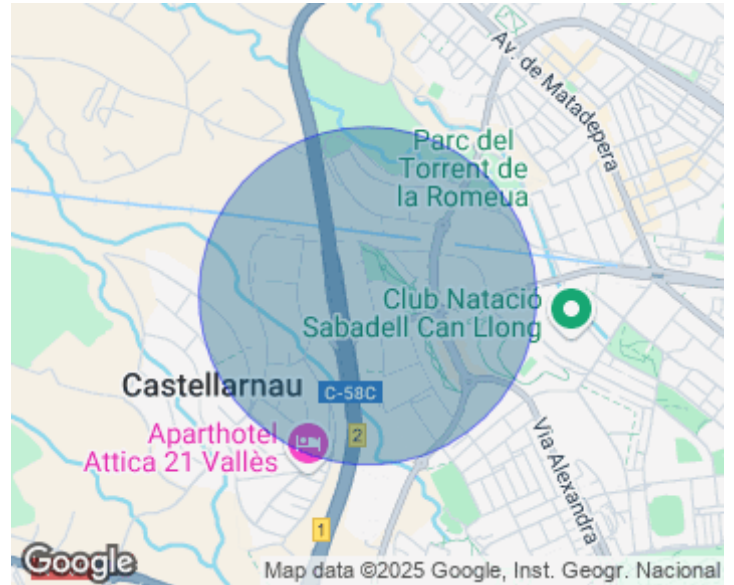 Av. de Matadepera
Parc del
Torrent de
la Romeua
Club Natació
Sabadell Can Llong
Castellarnau
C-58C
Aparthotel
Attica 21 Vallès
2
Via Alexandra
1
Google
Map data ©2025 Google, Inst. Geogr. Nacional